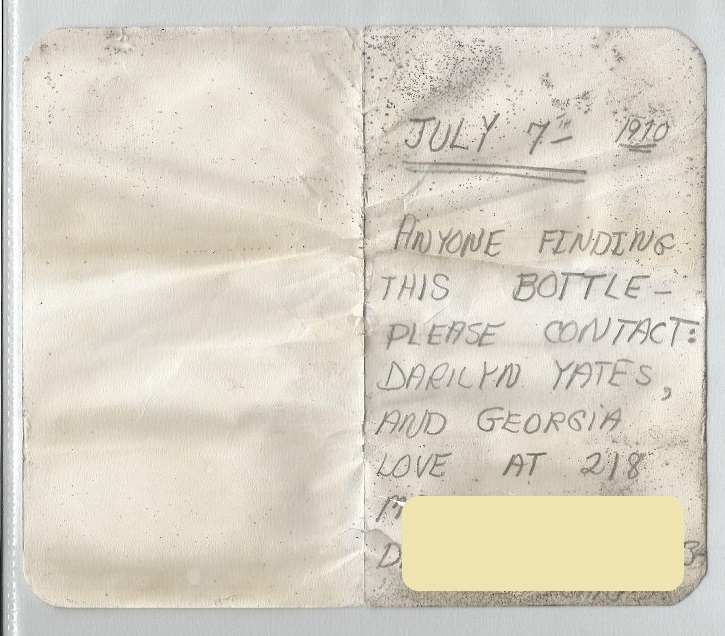 JULY 7th 1970
ANYONE FINDING
THIS BOTTLE-
PLEASE CONTACT:
DARILYN YATES,
AND GEORGIA
LOVE AT 218